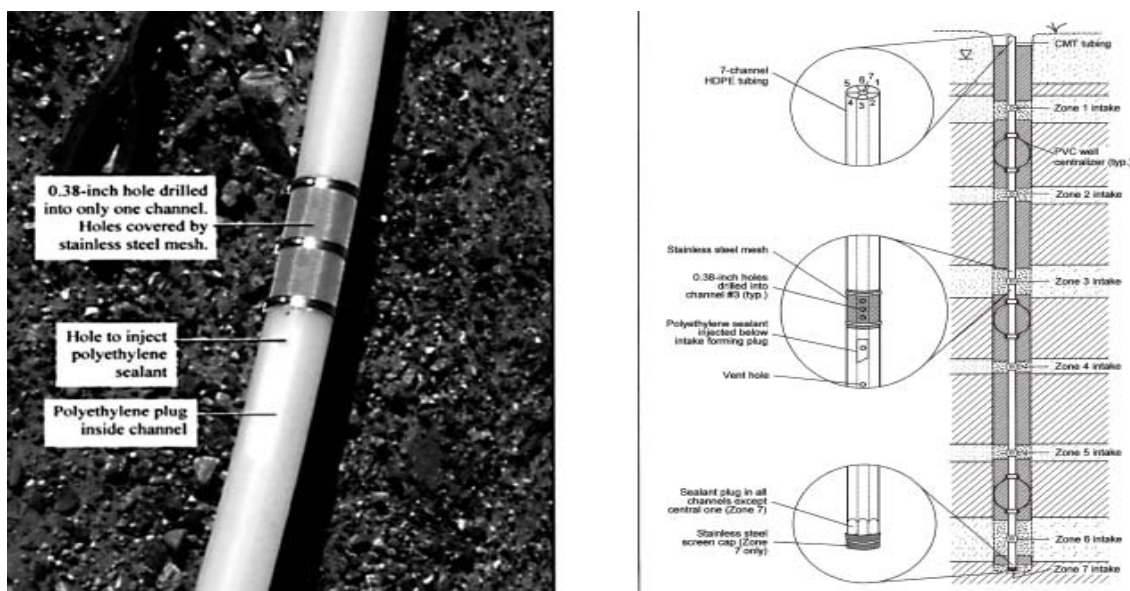 0.38-inch hole drilled
into only one channel.
Holes covered by
stainless steel mesh.
Hole to inject
polyethylene
sealant
Polyethylene plug
inside channel
7-channel
HDPE tubing
5 6 7 1
4 3 2
Stainless steel mesh
0.38-inch holes
drilled into
channel #3 (typ.)
Polyethylene sealant
injected below
intake forming plug
Vent hole
Sealant plug in all
channels except
central one (Zone 7)
Stainless steel
screen cap (Zone
7 only)
CMT tubing
Zone 1 intake
PVC well
centralizer (typ.)
Zone 2 intake
Zone 3 intake
Zone 4 intake
Zone 5 intake
Zone 6 intake
Zone 7 intake